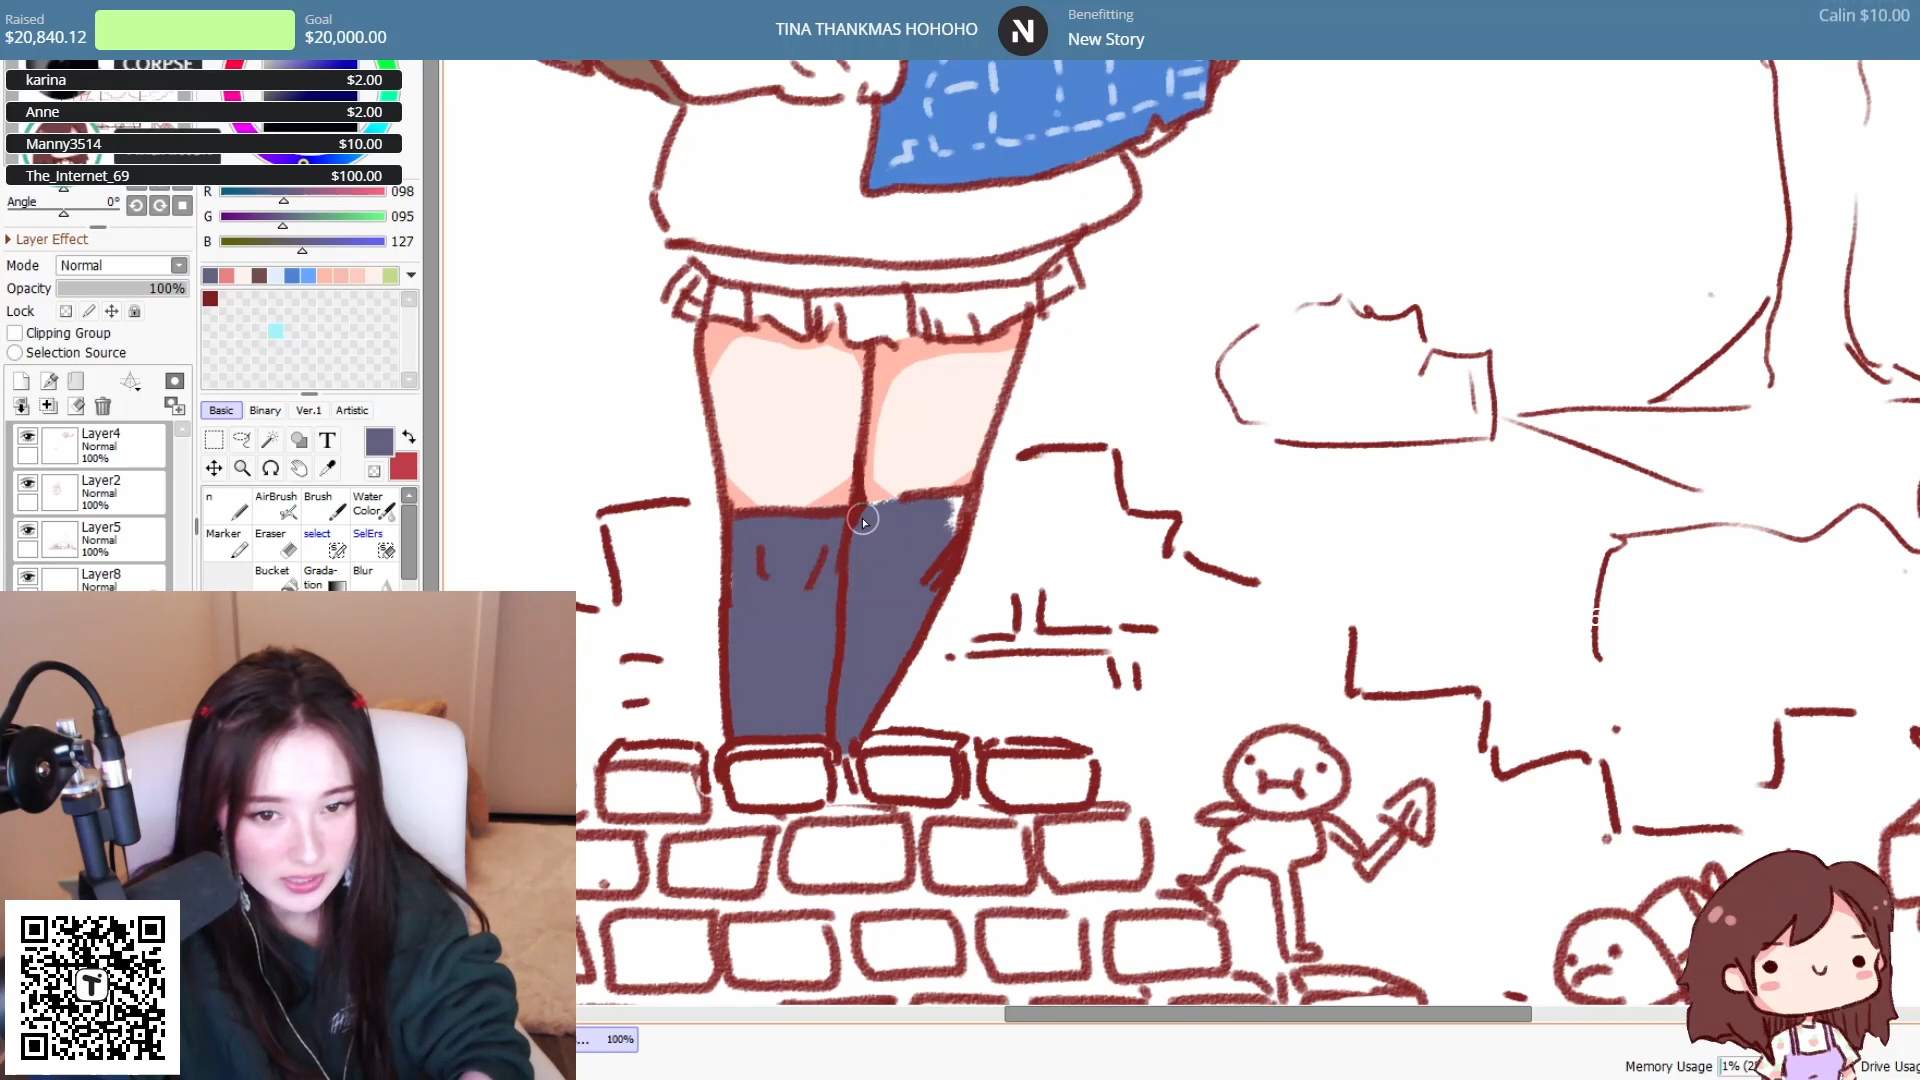 Raised
$20,840.12
Goal
$20,000.00
TINA THANKMAS HOHOHO
N
Benefitting
New Story
Calin $10.00
CORPSE
karina $2.00
Anne $2.00
Manny3514 $10.00
The_Internet_69 $100.00
Angle 0°
Layer Effect
Mode Normal
Opacity 100%
Lock
Clipping Group
Selection Source
R 098
G 095
B 127
Basic Binary Ver.1 Artistic
T
n AirBrush Brush Water Color
Marker Eraser select SelErs
Bucket Gradation Blur
Layer4
Normal
100%
Layer2
Normal
100%
Layer5
Normal
100%
Layer8
Normal
T
... 100%
Memory Usage 1%
Drive Usag